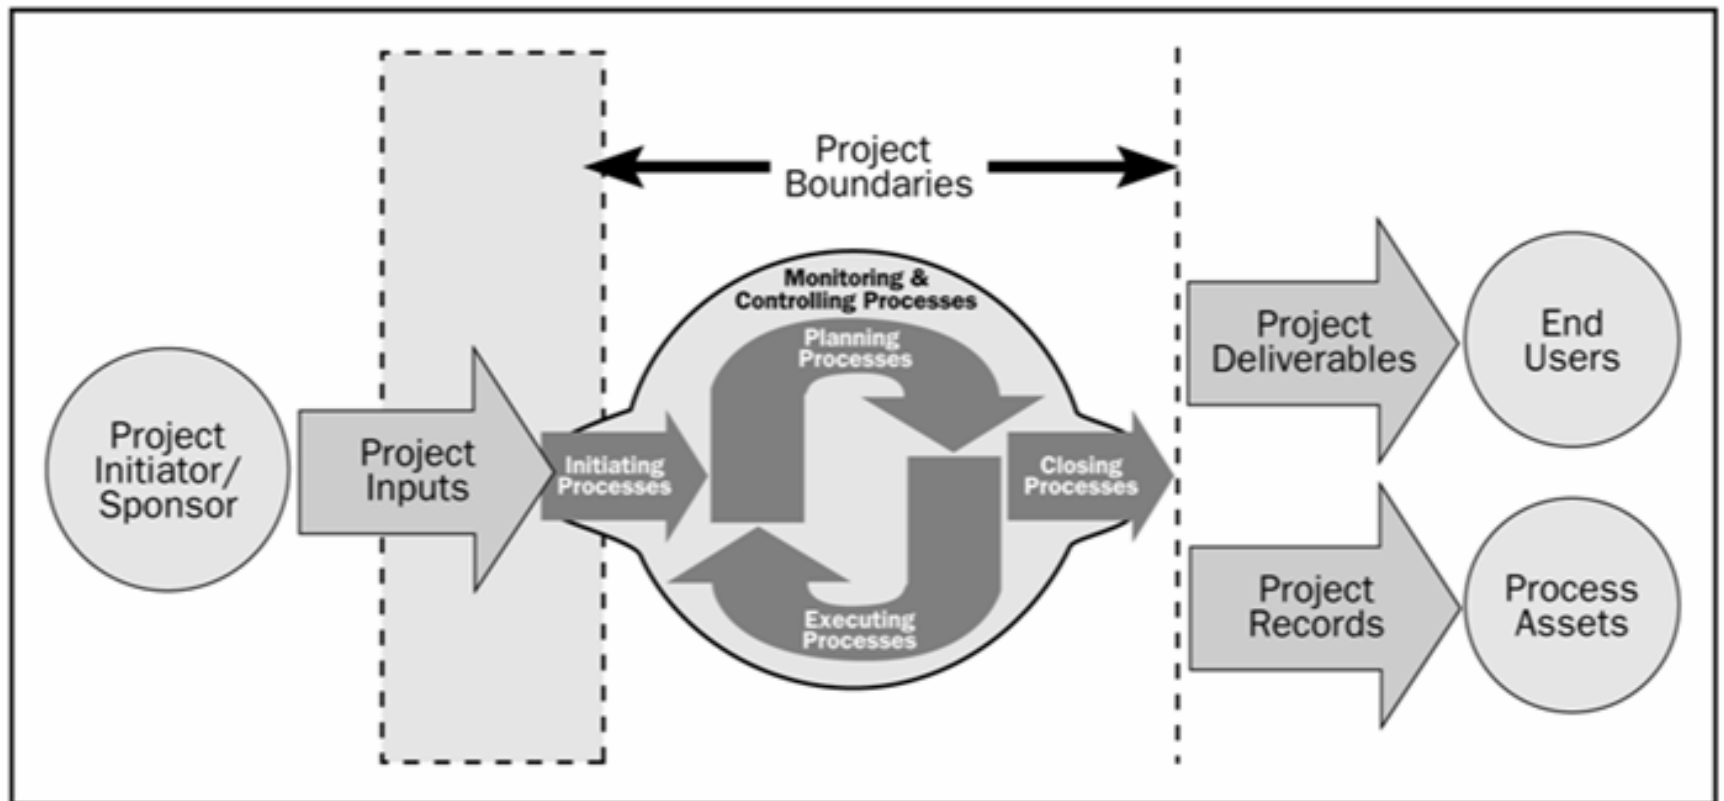 Project
Boundaries
Monitoring &
Controlling Processes
Planning
Processes
Project
Initiator/
Sponsor
Project
Inputs
Initiating
Processes
Closing
Processes
Executing
Processes
Project
Deliverables
End
Users
Project
Records
Process
Assets